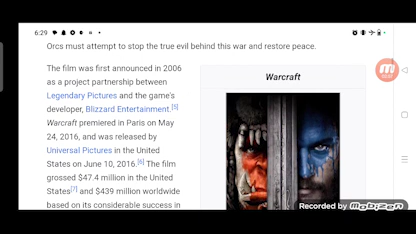 6:29
Orcs must attempt to stop the true evil behind this war and restore peace.
The film was first announced in 2006
as a project partnership between
Legendary Pictures and the game's
developer, Blizzard Entertainment.[5]
Warcraft premiered in Paris on May
24, 2016, and was released by
Universal Pictures in the United
States on June 10, 2016.[6] The film
grossed $47.4 million in the United
States[7] and $439 million worldwide
based on its considerable success in
Warcraft
Recorded by MOBIZEN